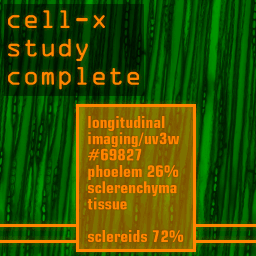 cell-x
study
complete
longitudinal
imaging/uv3w
#69827
phoelem 26%
sclerenchyma
tissue
sclereids 72%